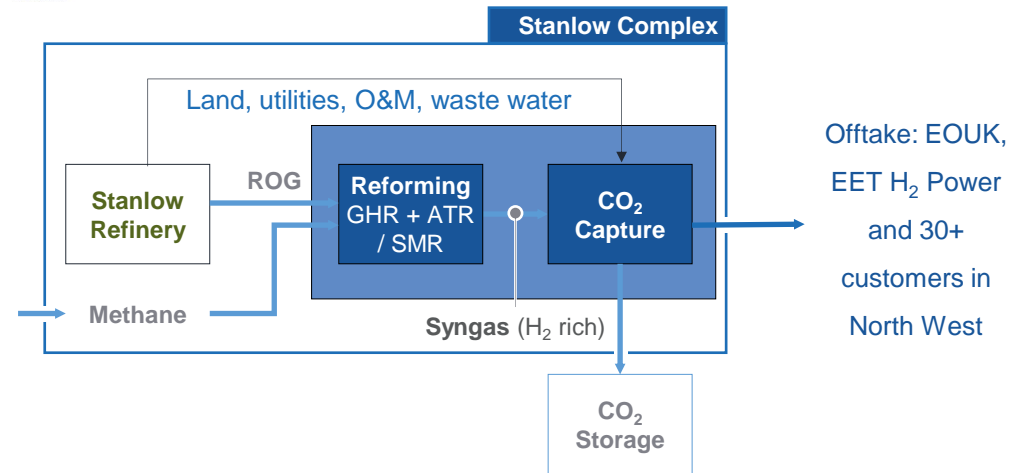 Stanlow Complex
Land, utilities, O&M, waste water
Stanlow
Refinery
ROG
Reforming
GHR + ATR
/ SMR
CO₂
Capture
Offtake: EOUK,
EET H₂ Power
and 30+
customers in
North West
Methane
Syngas (H₂ rich)
CO₂
Storage